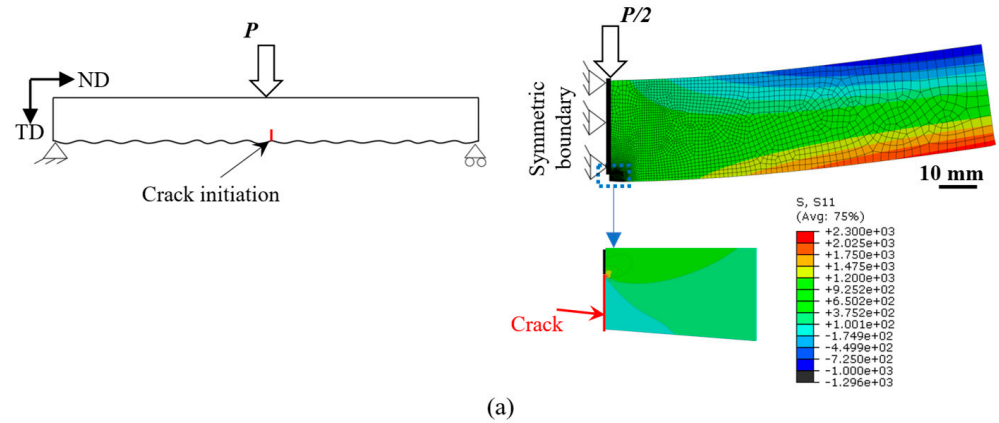 P
ND
TD
Crack initiation
P/2
Symmetric
boundary
10 mm
S, S11
(Avg: 75%)
+2.300e+03
+2.025e+03
+1.750e+03
+1.475e+03
+1.200e+03
+9.252e+02
+6.502e+02
+3.752e+02
+1.001e+02
-1.749e+02
-4.499e+02
-7.250e+02
-1.000e+03
-1.296e+03
Crack
(a)